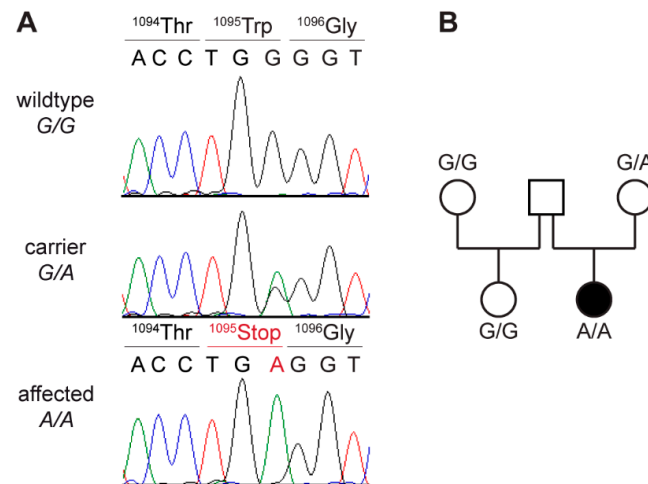 A
¹⁰⁹⁴Thr ¹⁰⁹⁵Trp ¹⁰⁹⁶Gly
A C C T G G G G T
wildtype
G/G
carrier
G/A
¹⁰⁹⁴Thr ¹⁰⁹⁵Stop ¹⁰⁹⁶Gly
A C C T G A G G T
affected
A/A
B
G/G G/A
G/G A/A